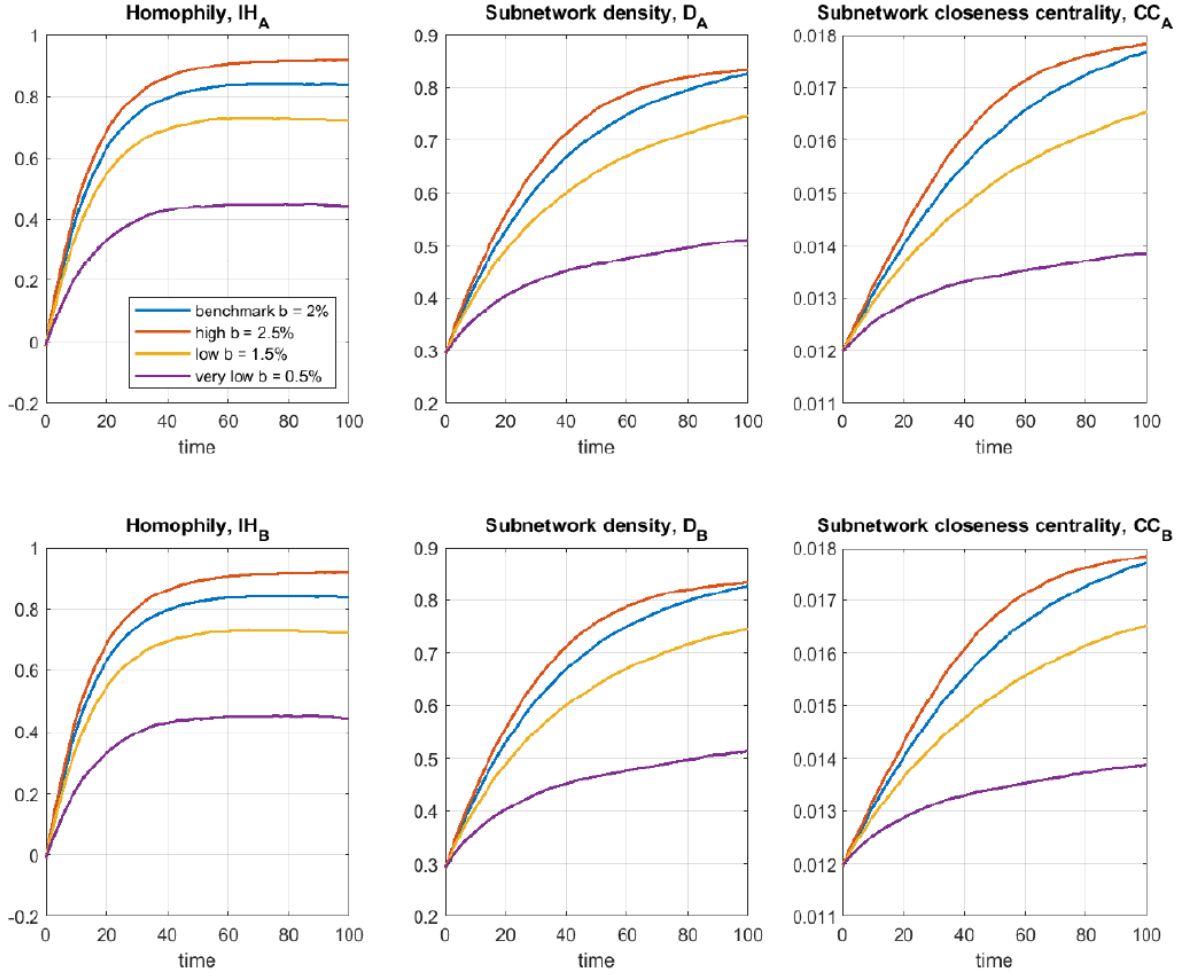 Homophily, IH_A
Subnetwork density, D_A
Subnetwork closeness centrality, CC_A
1
0.8
0.6
0.4
0.2
0
-0.2
0 20 40 60 80 100
time
benchmark b = 2%
high b = 2.5%
low b = 1.5%
very low b = 0.5%
0.9
0.8
0.7
0.6
0.5
0.4
0.3
0.2
0 20 40 60 80 100
time
0.018
0.017
0.016
0.015
0.014
0.013
0.012
0.011
0 20 40 60 80 100
time
Homophily, IH_B
Subnetwork density, D_B
Subnetwork closeness centrality, CC_B
1
0.8
0.6
0.4
0.2
0
-0.2
0 20 40 60 80 100
time
0.9
0.8
0.7
0.6
0.5
0.4
0.3
0.2
0 20 40 60 80 100
time
0.018
0.017
0.016
0.015
0.014
0.013
0.012
0.011
0 20 40 60 80 100
time